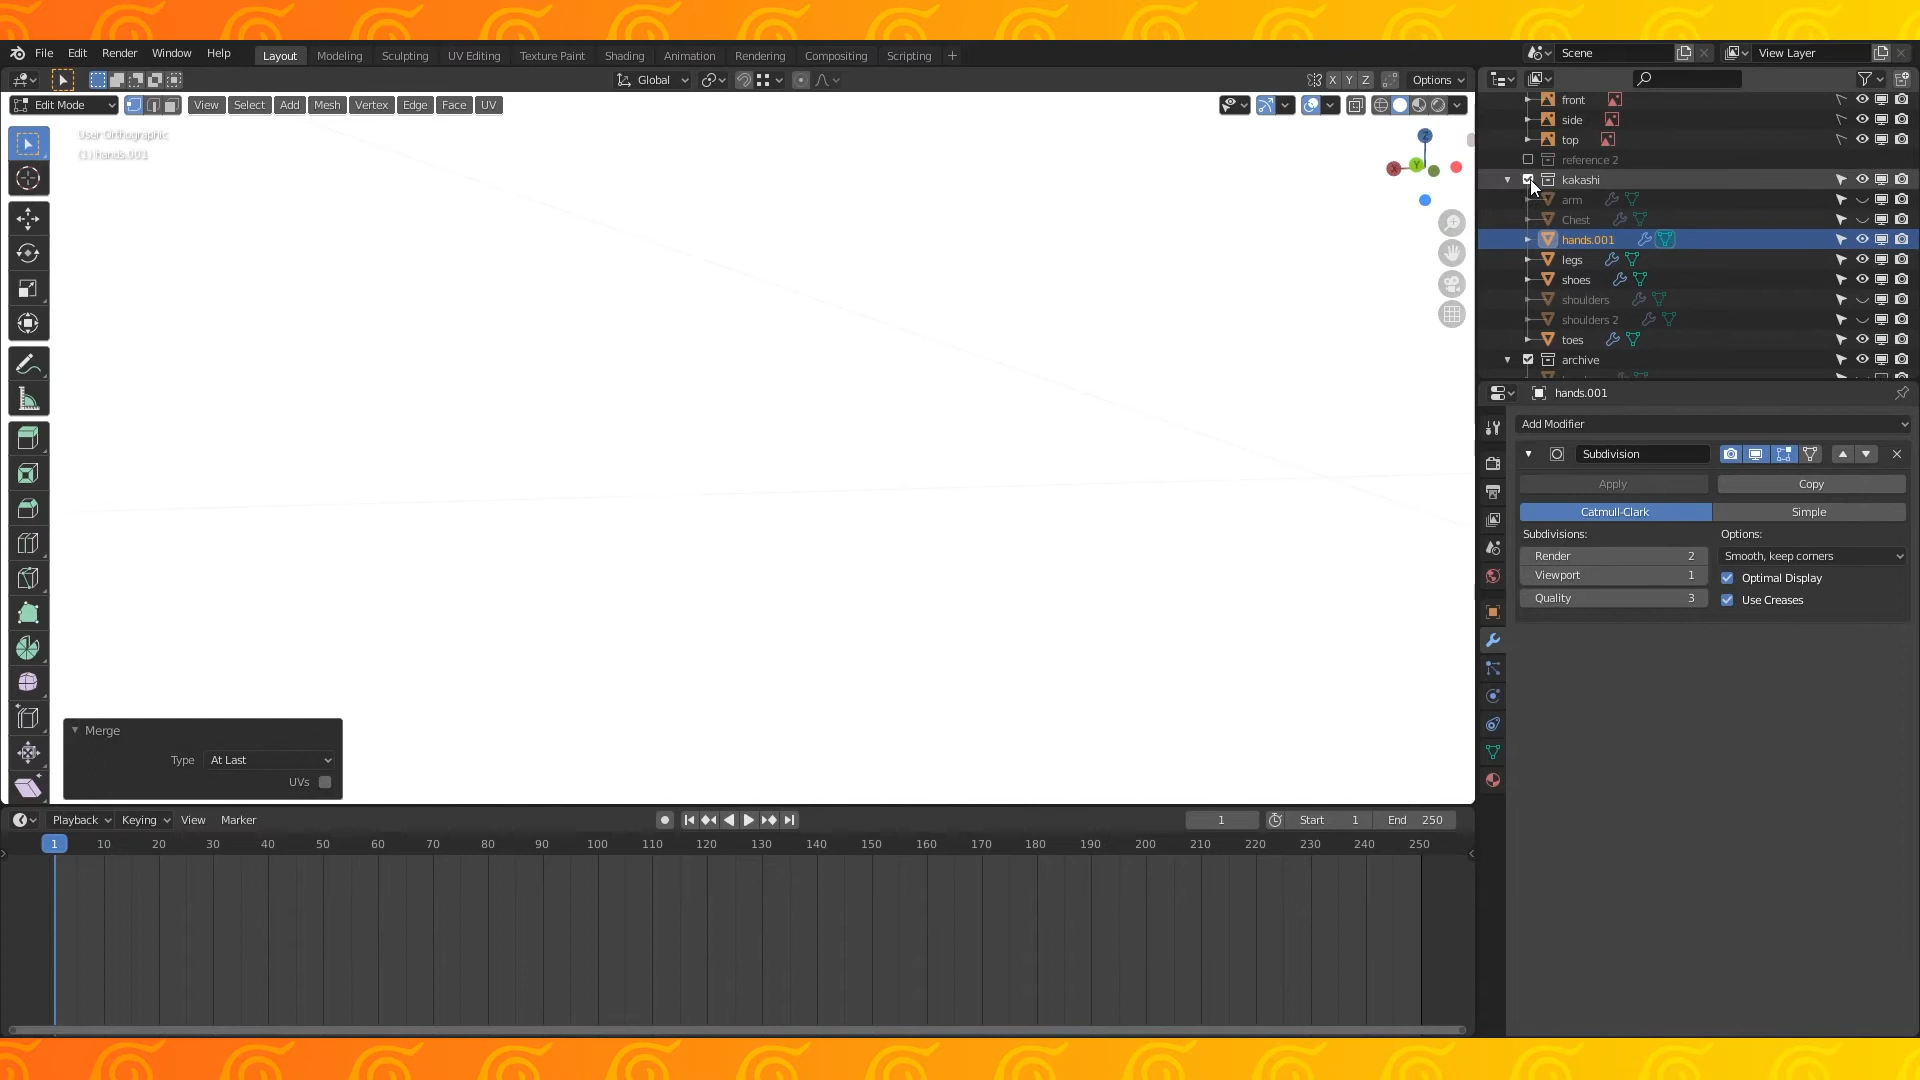 File Edit Render Window Help Layout Modeling Sculpting UV Editing Texture Paint Shading Animation Rendering Compositing Scripting + Scene View Layer
Global X Y Z Options
Edit Mode View Select Add Mesh Vertex Edge Face UV
User Orthographic
(1) hands.001
Z
X Y
front
side
top
reference 2
kakashi
arm
Chest
hands.001
legs
shoes
shoulders
shoulders 2
toes
archive
hands.001
Add Modifier
Subdivision
Apply Copy
Catmull-Clark Simple
Subdivisions: Options:
Render 2 Smooth, keep corners
Viewport 1 Optimal Display
Quality 3 Use Creases
Merge
Type At Last
UVs
Playback Keying View Marker 1 Start 1 End 250
1 10 20 30 40 50 60 70 80 90 100 110 120 130 140 150 160 170 180 190 200 210 220 230 240 250